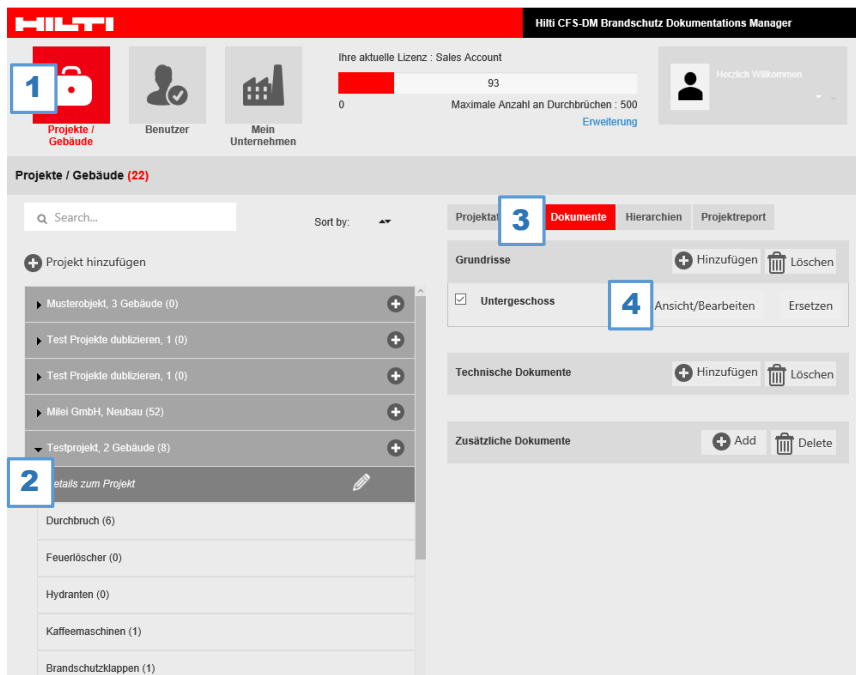 HILTI
Hilti CFS-DM Brandschutz Dokumentations Manager
1
Projekte /
Gebäude
Benutzer
Mein
Unternehmen
Ihre aktuelle Lizenz : Sales Account
93
0 Maximale Anzahl an Durchbrüchen : 500
Erweiterung
Herzlich Willkommen
Projekte / Gebäude (22)
Search...
Sort by:
Projekt hinzufügen
Musterobjekt, 3 Gebäude (0)
Test Projekte dublizieren, 1 (0)
Test Projekte dublizieren, 1 (0)
Milei GmbH, Neubau (52)
Testprojekt, 2 Gebäude (8)
2
etails zum Projekt
Durchbruch (6)
Feuerlöscher (0)
Hydranten (0)
Kaffeemaschinen (1)
Brandschutzklappen (1)
Projektat 3 Dokumente Hierarchien Projektreport
Grundrisse Hinzufügen Löschen
Untergeschoss 4 Ansicht/Bearbeiten Ersetzen
Technische Dokumente Hinzufügen Löschen
Zusätzliche Dokumente Add Delete